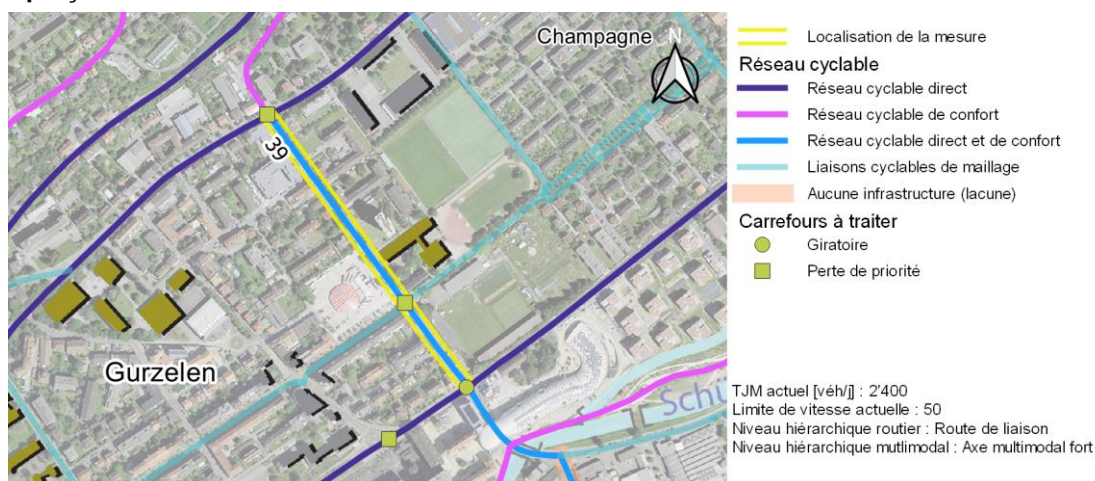 Champagne
N
39
Gurzelen
Schü
Localisation de la mesure
Réseau cyclable
Réseau cyclable direct
Réseau cyclable de confort
Réseau cyclable direct et de confort
Liaisons cyclables de maillage
Aucune infrastructure (lacune)
Carrefours à traiter
Giratoire
Perte de priorité
TJM actuel [véh/j] : 2'400
Limite de vitesse actuelle : 50
Niveau hiérarchique routier : Route de liaison
Niveau hiérarchique mutlimodal : Axe multimodal fort